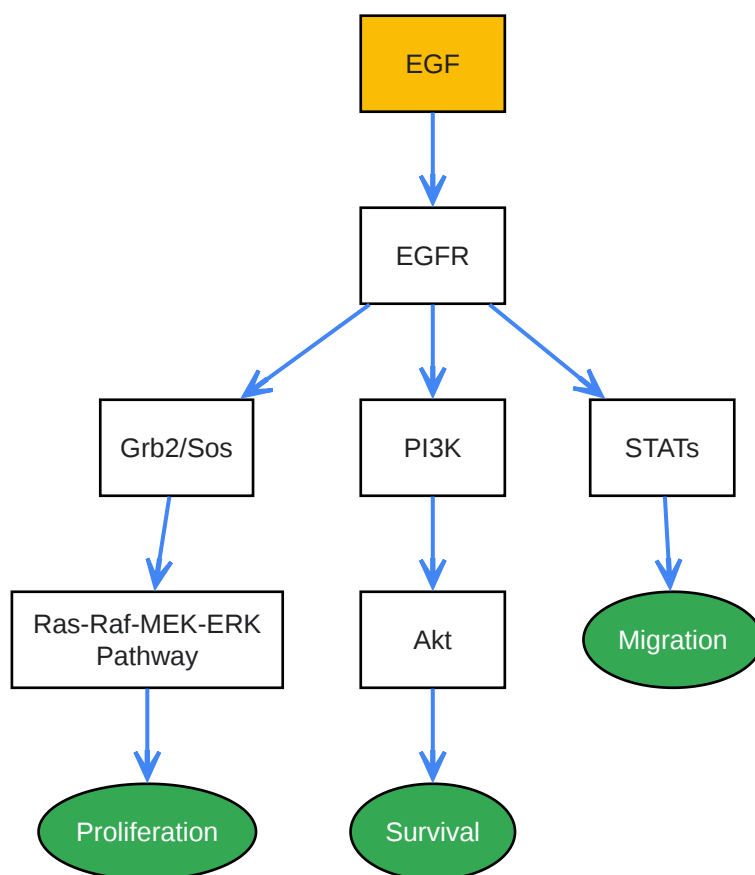 EGF
EGFR
Grb2/Sos
PI3K
STATs
Ras-Raf-MEK-ERK
Pathway
Akt
Migration
Proliferation
Survival